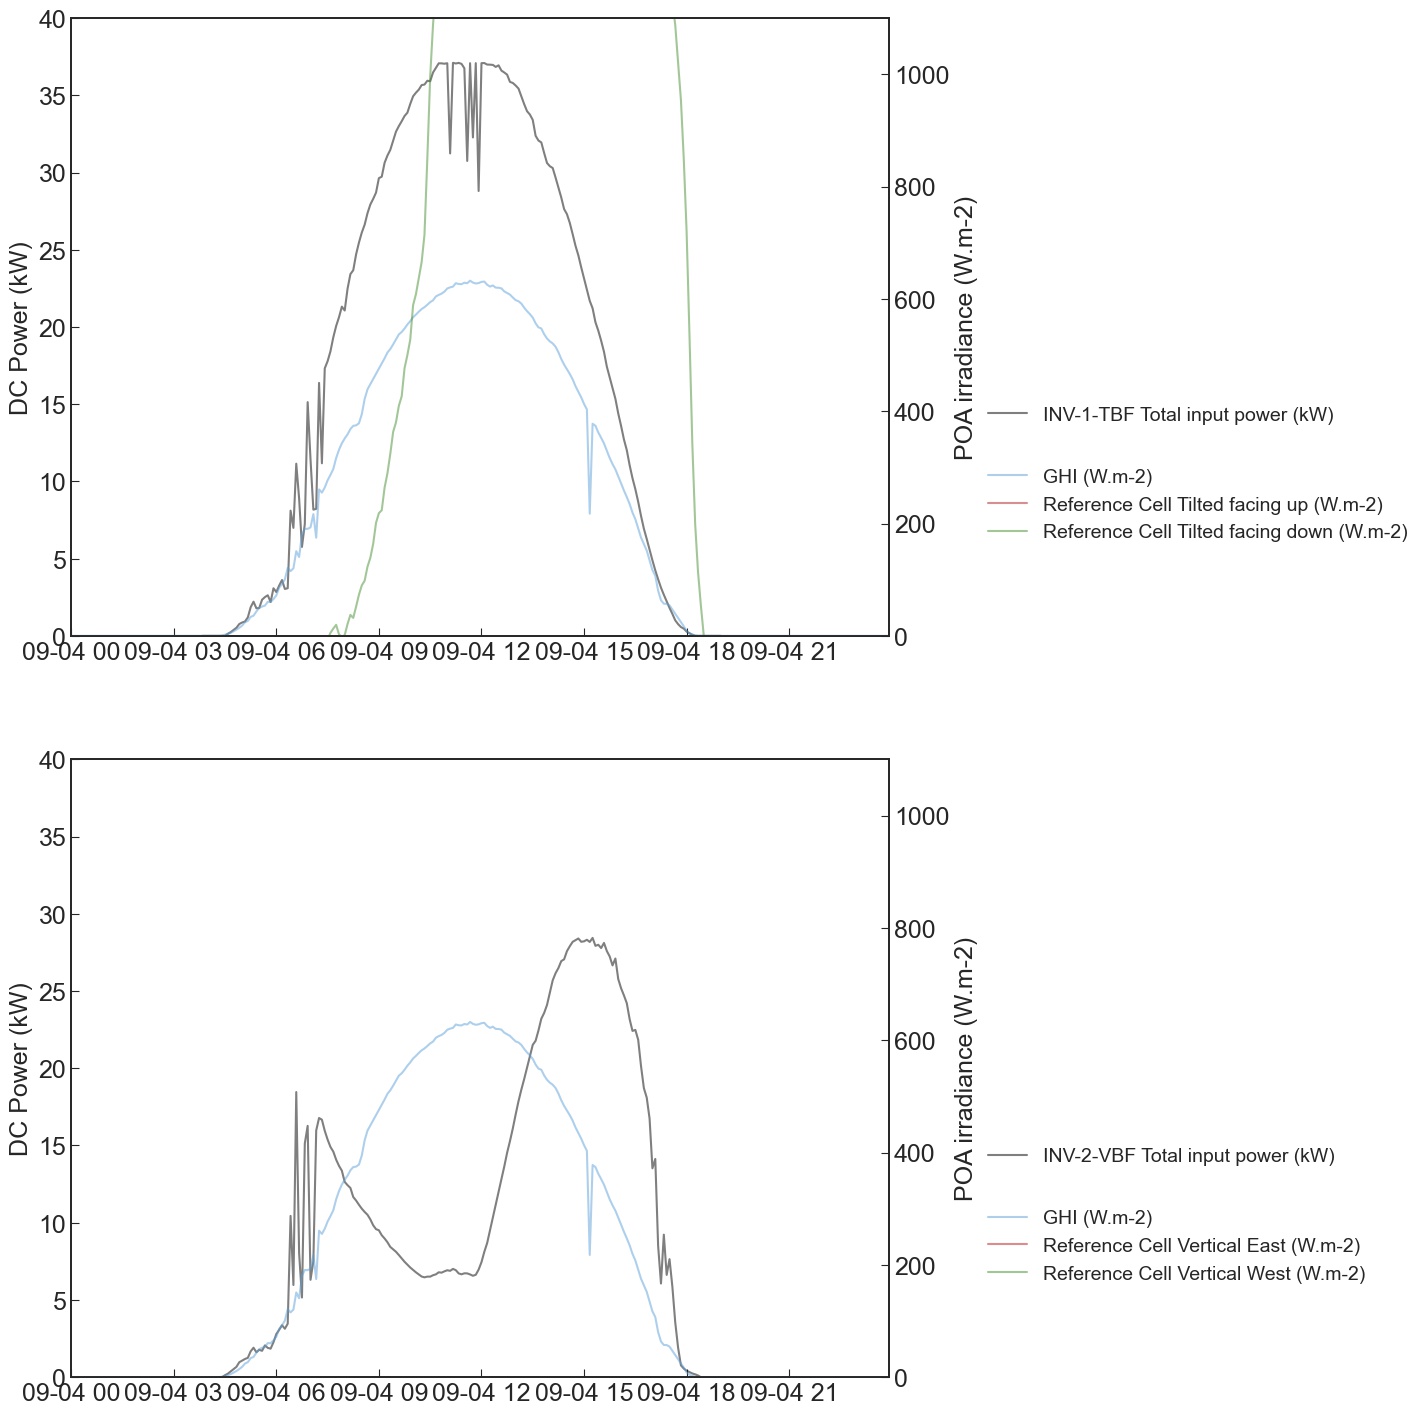 40
35
30
25
20
15
10
5
0
DC Power (kW)
1000
800
600
400
200
0
POA irradiance (W.m-2)
09-04 00 09-04 03 09-04 06 09-04 09 09-04 12 09-04 15 09-04 18 09-04 21
INV-1-TBF Total input power (kW)
GHI (W.m-2)
Reference Cell Tilted facing up (W.m-2)
Reference Cell Tilted facing down (W.m-2)
40
35
30
25
20
15
10
5
0
DC Power (kW)
1000
800
600
400
200
0
POA irradiance (W.m-2)
09-04 00 09-04 03 09-04 06 09-04 09 09-04 12 09-04 15 09-04 18 09-04 21
INV-2-VBF Total input power (kW)
GHI (W.m-2)
Reference Cell Vertical East (W.m-2)
Reference Cell Vertical West (W.m-2)